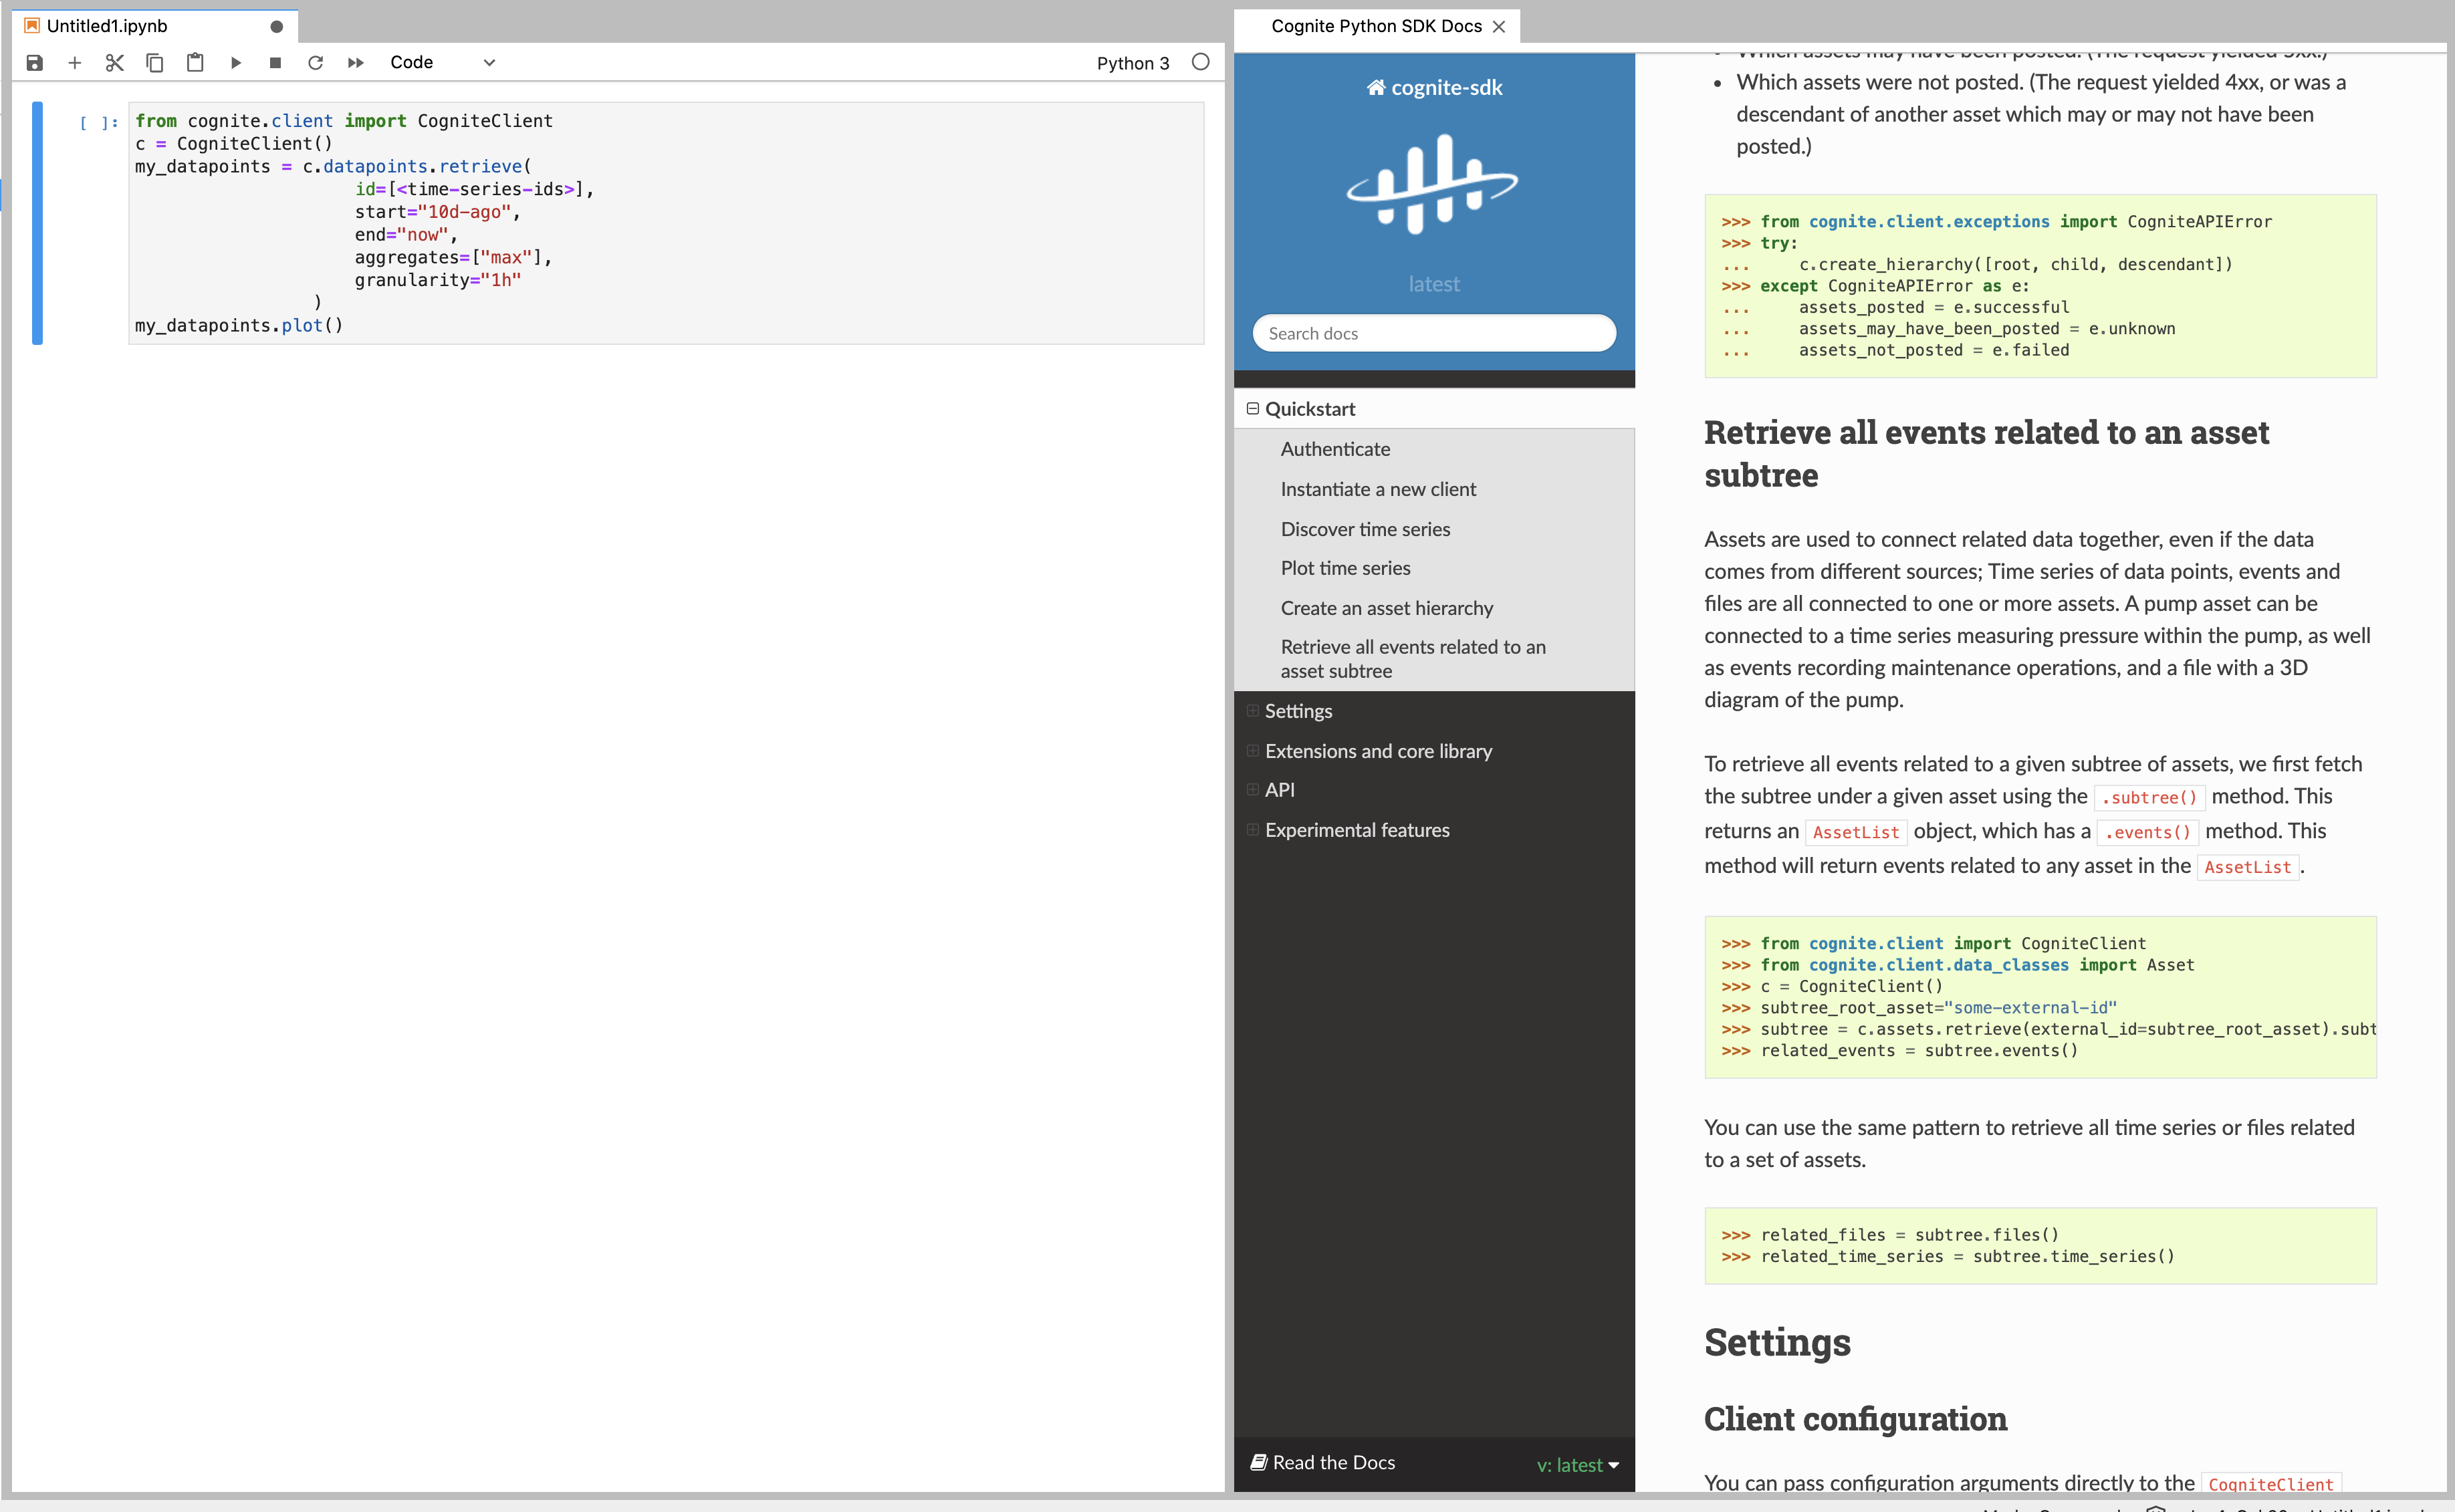 Untitled1.ipynb
Code
Python 3
[ ]:
from cognite.client import CogniteClient
c = CogniteClient()
my_datapoints = c.datapoints.retrieve(
id=[<time-series-ids>],
start="10d-ago",
end="now",
aggregates=["max"],
granularity="1h"
)
my_datapoints.plot()
Cognite Python SDK Docs
cognite-sdk
latest
Search docs
Quickstart
Authenticate
Instantiate a new client
Discover time series
Plot time series
Create an asset hierarchy
Retrieve all events related to an
asset subtree
Settings
Extensions and core library
API
Experimental features
Read the Docs
v: latest
Which assets may have been posted. (The request yielded 5xx.)
Which assets were not posted. (The request yielded 4xx, or was a
descendant of another asset which may or may not have been
posted.)
>>> from cognite.client.exceptions import CogniteAPIError
>>> try:
...     c.create_hierarchy([root, child, descendant])
>>> except CogniteAPIError as e:
...     assets_posted = e.successful
...     assets_may_have_been_posted = e.unknown
...     assets_not_posted = e.failed
Retrieve all events related to an asset
subtree
Assets are used to connect related data together, even if the data
comes from different sources; Time series of data points, events and
files are all connected to one or more assets. A pump asset can be
connected to a time series measuring pressure within the pump, as well
as events recording maintenance operations, and a file with a 3D
diagram of the pump.
To retrieve all events related to a given subtree of assets, we first fetch
the subtree under a given asset using the .subtree() method. This
returns an AssetList object, which has a .events() method. This
method will return events related to any asset in the AssetList.
>>> from cognite.client import CogniteClient
>>> from cognite.client.data_classes import Asset
>>> c = CogniteClient()
>>> subtree_root_asset="some-external-id"
>>> subtree = c.assets.retrieve(external_id=subtree_root_asset).subt
>>> related_events = subtree.events()
You can use the same pattern to retrieve all time series or files related
to a set of assets.
>>> related_files = subtree.files()
>>> related_time_series = subtree.time_series()
Settings
Client configuration
You can pass configuration arguments directly to the CogniteClient